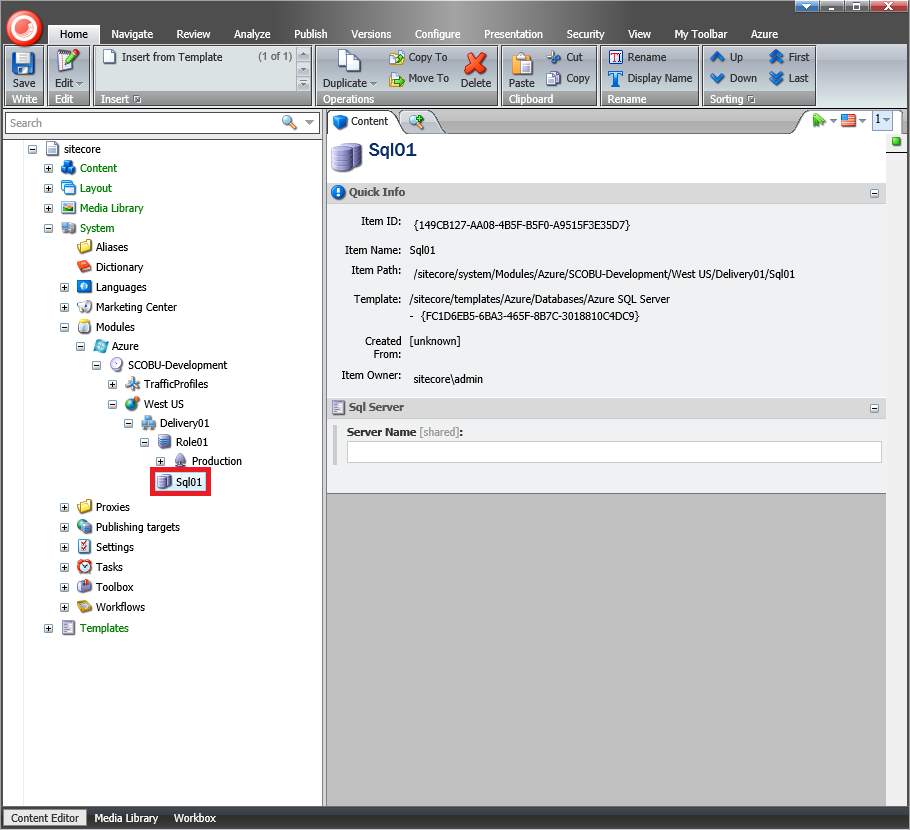 Home Navigate Review Analyze Publish Versions Configure Presentation Security View My Toolbar Azure
Save
Write
Edit
Edit
Insert from Template (1 of 1)
Insert
Duplicate
Copy To
Move To
Delete
Operations
Paste
Cut
Copy
Clipboard
Rename
Display Name
Rename
Up
Down
First
Last
Sorting
Search
sitecore
Content
Layout
Media Library
System
Aliases
Dictionary
Languages
Marketing Center
Modules
Azure
SCOBU-Development
TrafficProfiles
West US
Delivery01
Role01
Production
Sql01
Proxies
Publishing targets
Settings
Tasks
Toolbox
Workflows
Templates
Content
1
Sql01
Quick Info
Item ID: {149CB127-AA08-4B5F-B5F0-A9515F3E35D7}
Item Name: Sql01
Item Path: /sitecore/system/Modules/Azure/SCOBU-Development/West US/Delivery01/Sql01
Template: /sitecore/templates/Azure/Databases/Azure SQL Server
- {FC1D6EB5-6BA3-465F-8B7C-3018810C4DC9}
Created [unknown]
From:
Item Owner: sitecore\admin
Sql Server
Server Name [shared]:
Content Editor Media Library Workbox